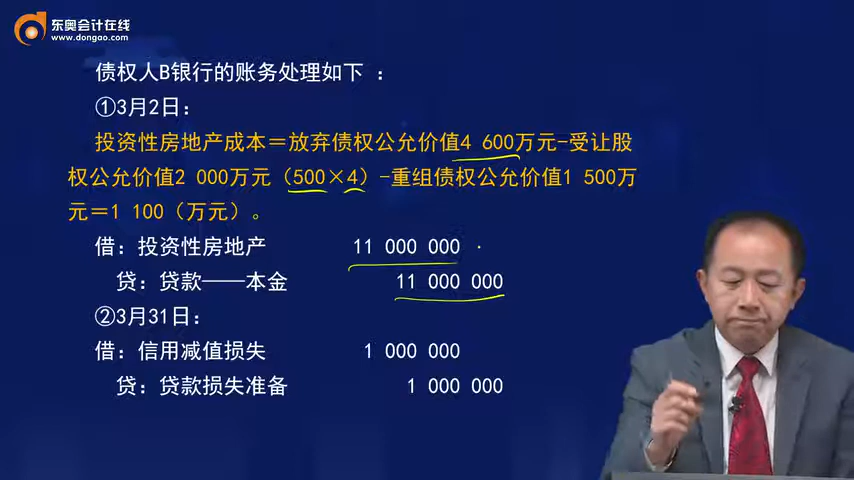 东奥会计在线
www.dongao.com
债权人B银行的账务处理如下 :
①3月2日:
投资性房地产成本＝放弃债权公允价值4 600万元-受让股
权公允价值2 000万元（500×4）-重组债权公允价值1 500万
元＝1 100（万元）。
借: 投资性房地产 11 000 000
贷: 贷款——本金 11 000 000
②3月31日:
借: 信用减值损失 1 000 000
贷: 贷款损失准备 1 000 000